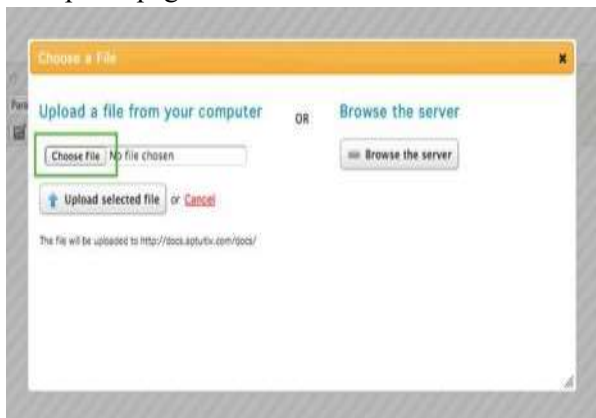 Choose a File
Upload a file from your computer
OR
Browse the server
Choose File No file chosen
Browse the server
Upload selected file or Cancel
The file will be uploaded to http://docs.aptutix.com/docs/